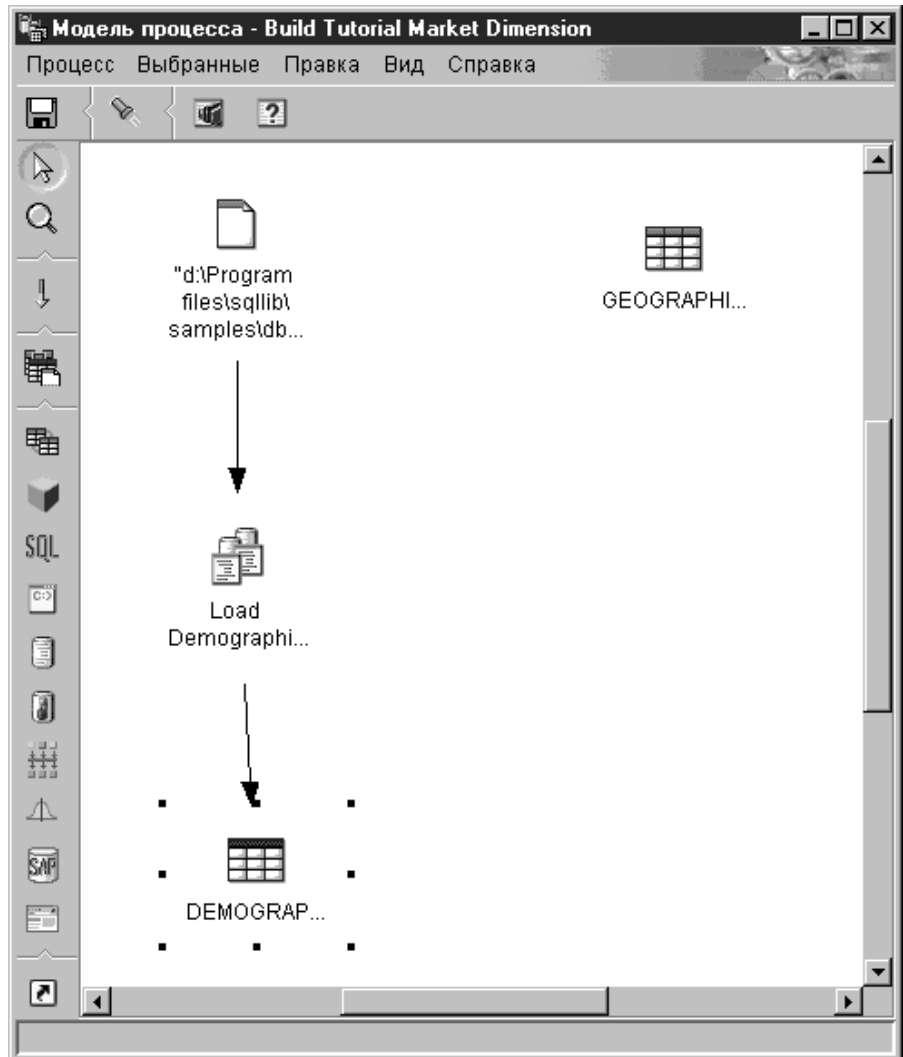 Модель процесса - Build Tutorial Market Dimension
Процесс Выбранные Правка Вид Справка
"d:\Program
files\sqllib\
samples\db...
GEOGRAPHI...
SQL
C:>
Load
Demographi...
SAP
DEMOGRAP...